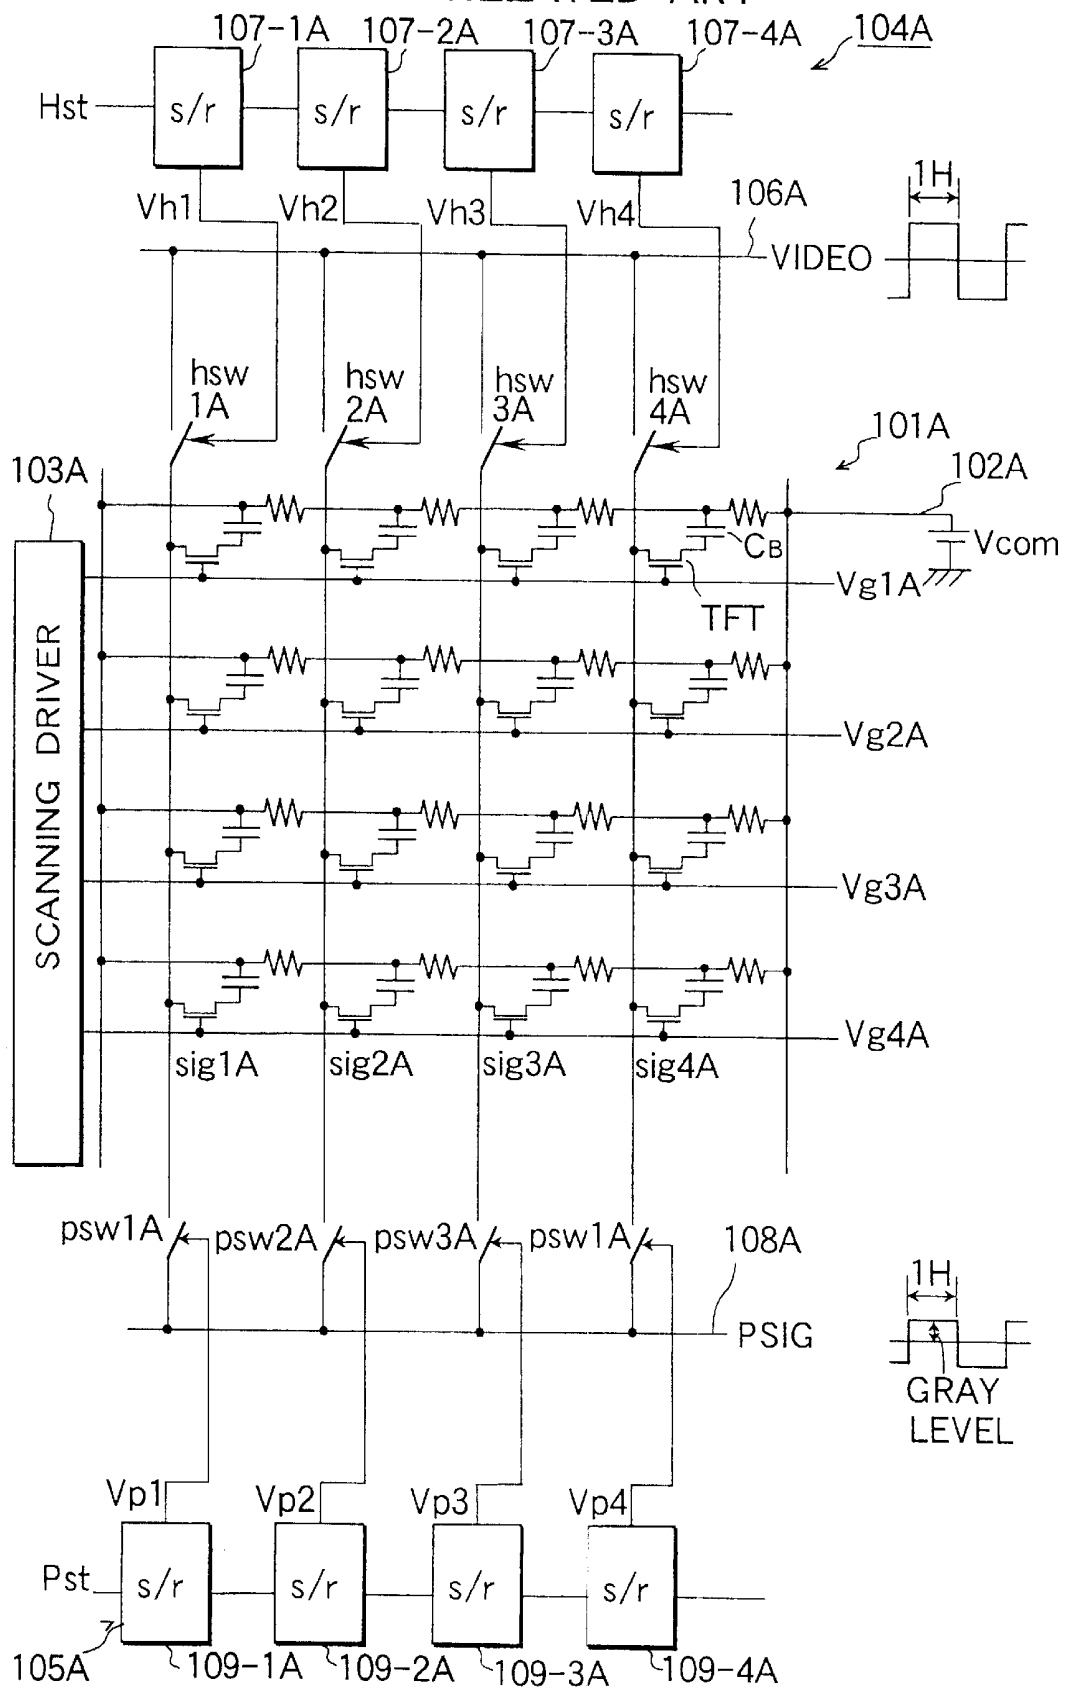 107-1A 107-2A 107-3A 107-4A 104A
Hst s/r s/r s/r s/r
Vh1 Vh2 Vh3 Vh4 106A 1H
VIDEO
hsw 1A
hsw 2A
hsw 3A
hsw 4A
101A
103A 102A
CB Vcom
Vg1A
TFT
SCANNING DRIVER
Vg2A
Vg3A
Vg4A
sig1A sig2A sig3A sig4A
psw1A psw2A psw3A psw1A 108A
1H
PSIG
GRAY
LEVEL
Vp1 Vp2 Vp3 Vp4
Pst s/r s/r s/r s/r
105A 109-1A 109-2A 109-3A 109-4A